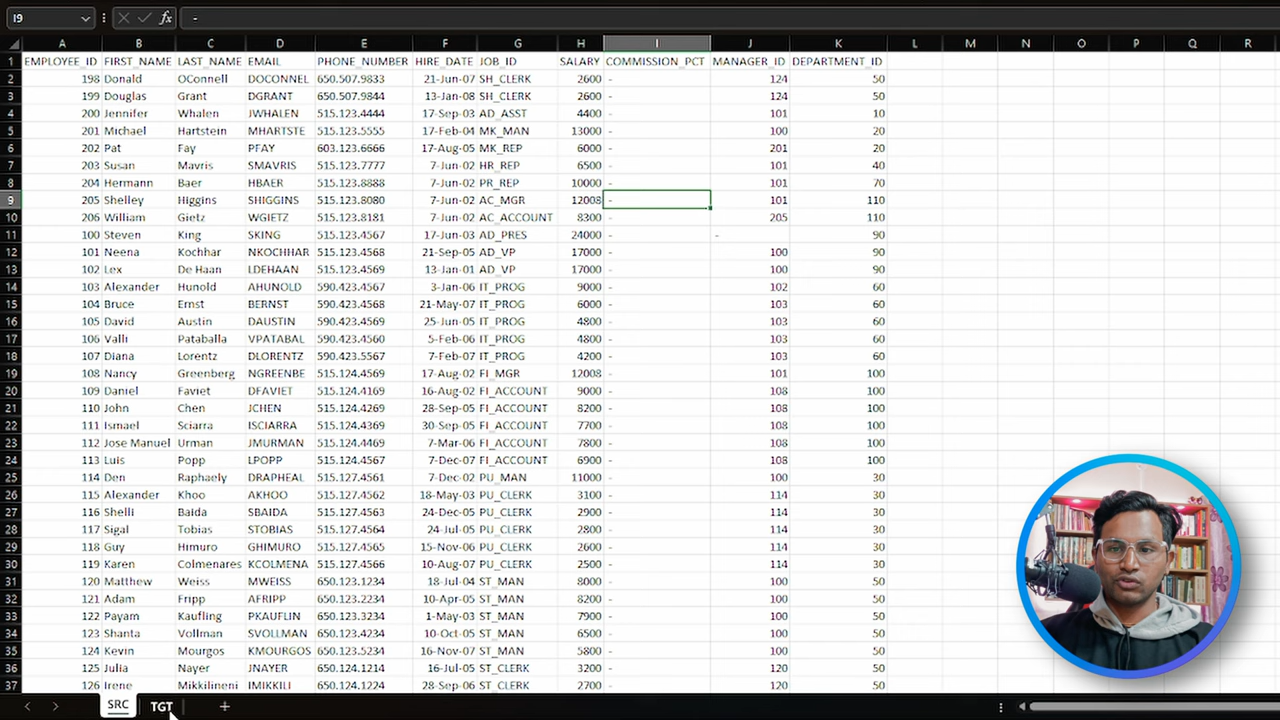 I9 fx -
A B C D E F G H I J K L M N O P Q R
1 EMPLOYEE_ID FIRST_NAME LAST_NAME EMAIL PHONE_NUMBER HIRE_DATE JOB_ID SALARY COMMISSION_PCT MANAGER_ID DEPARTMENT_ID
2 198 Donald OConnell DOCONNEL 650.507.9833 21-Jun-07 SH_CLERK 2600 - 124 50
3 199 Douglas Grant DGRANT 650.507.9844 13-Jan-08 SH_CLERK 2600 - 124 50
4 200 Jennifer Whalen JWHALEN 515.123.4444 17-Sep-03 AD_ASST 4400 - 101 10
5 201 Michael Hartstein MHARTSTE 515.123.5555 17-Feb-04 MK_MAN 13000 - 100 20
6 202 Pat Fay PFAY 603.123.6666 17-Aug-05 MK_REP 6000 - 201 20
7 203 Susan Mavris SMAVRIS 515.123.7777 7-Jun-02 HR_REP 6500 - 101 40
8 204 Hermann Baer HBAER 515.123.8888 7-Jun-02 PR_REP 10000 - 101 70
9 205 Shelley Higgins SHIGGINS 515.123.8080 7-Jun-02 AC_MGR 12008 - 101 110
10 206 William Gietz WGIETZ 515.123.8181 7-Jun-02 AC_ACCOUNT 8300 - 205 110
11 100 Steven King SKING 515.123.4567 17-Jun-03 AD_PRES 24000 - - 90
12 101 Neena Kochhar NKOCHHAR 515.123.4568 21-Sep-05 AD_VP 17000 - 100 90
13 102 Lex De Haan LDEHAAN 515.123.4569 13-Jan-01 AD_VP 17000 - 100 90
14 103 Alexander Hunold AHUNOLD 590.423.4567 3-Jan-06 IT_PROG 9000 - 102 60
15 104 Bruce Ernst BERNST 590.423.4568 21-May-07 IT_PROG 6000 - 103 60
16 105 David Austin DAUSTIN 590.423.4569 25-Jun-05 IT_PROG 4800 - 103 60
17 106 Valli Pataballa VPATABAL 590.423.4560 5-Feb-06 IT_PROG 4800 - 103 60
18 107 Diana Lorentz DLORENTZ 590.423.5567 7-Feb-07 IT_PROG 4200 - 103 60
19 108 Nancy Greenberg NGREENBE 515.124.4569 17-Aug-02 FI_MGR 12008 - 101 100
20 109 Daniel Faviet DFAVIET 515.124.4169 16-Aug-02 FI_ACCOUNT 9000 - 108 100
21 110 John Chen JCHEN 515.124.4269 28-Sep-05 FI_ACCOUNT 8200 - 108 100
22 111 Ismael Sciarra ISCIARRA 515.124.4369 30-Sep-05 FI_ACCOUNT 7700 - 108 100
23 112 Jose Manuel Urman JMURMAN 515.124.4469 7-Mar-06 FI_ACCOUNT 7800 - 108 100
24 113 Luis Popp LPOPP 515.124.4567 7-Dec-07 FI_ACCOUNT 6900 - 108 100
25 114 Den Raphaely DRAPHEAL 515.127.4561 7-Dec-02 PU_MAN 11000 - 100 30
26 115 Alexander Khoo AKHOO 515.127.4562 18-May-03 PU_CLERK 3100 - 114 30
27 116 Shelli Baida SBAIDA 515.127.4563 24-Dec-05 PU_CLERK 2900 - 114 30
28 117 Sigal Tobias STOBIAS 515.127.4564 24-Jul-05 PU_CLERK 2800 - 114 30
29 118 Guy Himuro GHIMURO 515.127.4565 15-Nov-06 PU_CLERK 2600 - 114 30
30 119 Karen Colmenares KCOLMENA 515.127.4566 10-Aug-07 PU_CLERK 2500 - 114 30
31 120 Matthew Weiss MWEISS 650.123.1234 18-Jul-04 ST_MAN 8000 - 100 50
32 121 Adam Fripp AFRIPP 650.123.2234 10-Apr-05 ST_MAN 8200 - 100 50
33 122 Payam Kaufling PKAUFLIN 650.123.3234 1-May-03 ST_MAN 7900 - 100 50
34 123 Shanta Vollman SVOLLMAN 650.123.4234 10-Oct-05 ST_MAN 6500 - 100 50
35 124 Kevin Mourgos KMOURGOS 650.123.5234 16-Nov-07 ST_MAN 5800 - 100 50
36 125 Julia Nayer JNAYER 650.124.1214 16-Jul-05 ST_CLERK 3200 - 120 50
37 126 Irene Mikkilineni IMIKKILI 650.124.1224 28-Sep-06 ST_CLERK 2700 - 120 50
SRC TGT